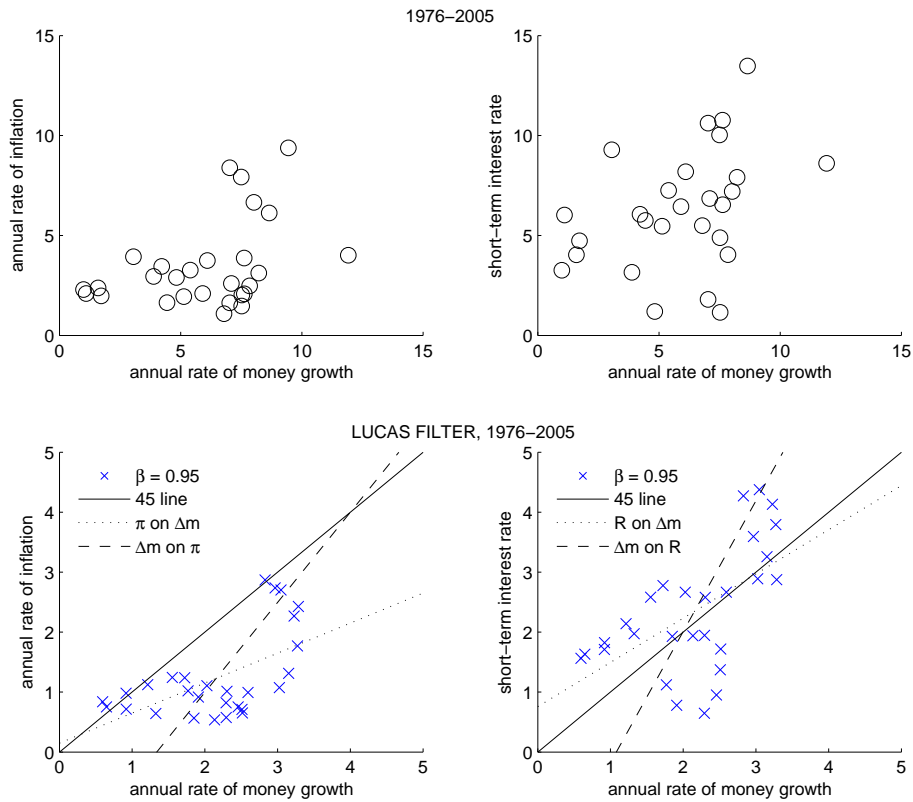 1976–2005
15
10
5
0
annual rate of inflation
0 5 10 15
annual rate of money growth
15
10
5
0
short–term interest rate
0 5 10 15
annual rate of money growth
LUCAS FILTER, 1976–2005
5
4
3
2
1
0
annual rate of inflation
β = 0.95
45 line
π on Δm
Δm on π
0 1 2 3 4 5
annual rate of money growth
5
4
3
2
1
0
short–term interest rate
β = 0.95
45 line
R on Δm
Δm on R
0 1 2 3 4 5
annual rate of money growth